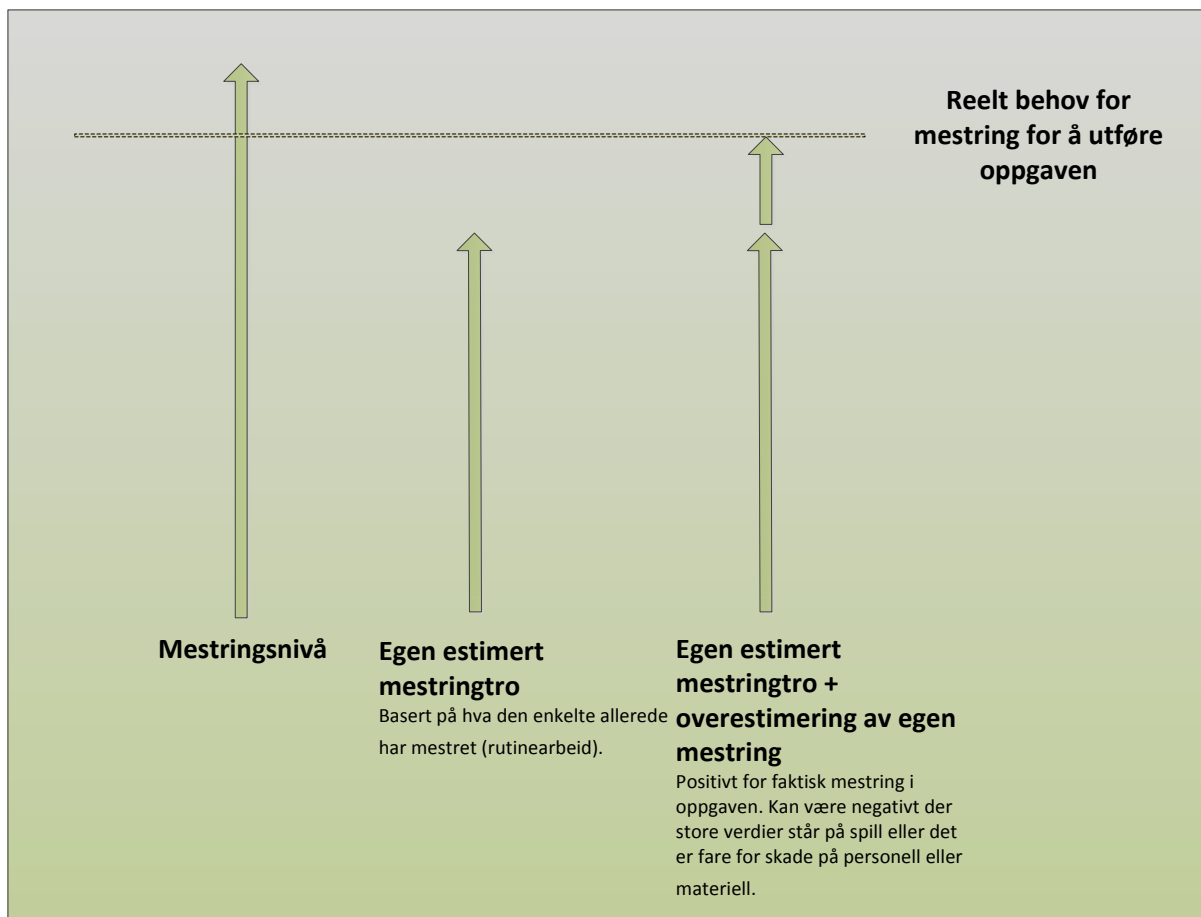 Reelt behov for
mestring for å utføre
oppgaven
Mestringsnivå
Egen estimert
mestringtro
Basert på hva den enkelte allerede
har mestret (rutinearbeid).
Egen estimert
mestringtro +
overestimering av egen
mestring
Positivt for faktisk mestring i
oppgaven. Kan være negativt der
store verdier står på spill eller det
er fare for skade på personell eller
materiell.